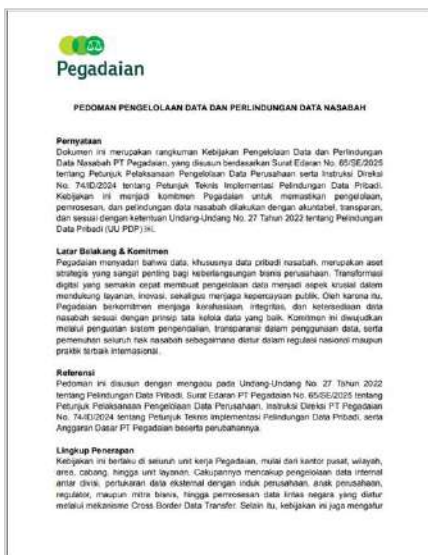 Pegadaian
PEDOMAN PENGELOLAAN DATA DAN PERLINDUNGAN DATA NASABAH
Pernyataan
Dokumen ini merupakan rangkuman Kebijakan Pengelolaan Data dan Perlindungan
Data Nasabah PT Pegadaian, yang disusun berdasarkan Surat Edaran No. 65/SE/2025
tentang Petunjuk Pelaksanaan Pengelolaan Data Perusahaan serta Instruksi Direksi
No. 74/ID/2024 tentang Petunjuk Teknis Implementasi Pelindungan Data Pribadi.
Kebijakan ini menjadi komitmen Pegadaian untuk memastikan pengelolaan,
pemrosesan, dan pelindungan data nasabah dilakukan dengan akuntabel, transparan,
dan sesuai dengan ketentuan Undang-Undang No. 27 Tahun 2022 tentang Pelindungan
Data Pribadi (UU PDP)
Latar Belakang & Komitmen
Pegadaian menyadari bahwa data, khususnya data pribadi nasabah, merupakan aset
strategis yang sangat penting bagi keberlangsungan bisnis perusahaan. Transformasi
digital yang semakin cepat membuat pengelolaan data menjadi aspek krusial dalam
mendukung layanan, inovasi, sekaligus menjaga kepercayaan publik. Oleh karena itu,
Pegadaian berkomitmen menjaga kerahasiaan, integritas, dan ketersediaan data
nasabah sesuai dengan prinsip tata kelola data yang baik. Komitmen ini diwujudkan
melalui penguatan sistem pengendalian, transparansi dalam penggunaan data, serta
pemenuhan seluruh hak nasabah sebagaimana diatur dalam regulasi nasional maupun
praktik terbaik internasional.
Referensi
Pedoman ini disusun dengan mengacu pada Undang-Undang No. 27 Tahun 2022
tentang Pelindungan Data Pribadi, Surat Edaran PT Pegadaian No. 65/SE/2025 tentang
Petunjuk Pelaksanaan Pengelolaan Data Perusahaan, Instruksi Direksi PT Pegadaian
No. 74/ID/2024 tentang Petunjuk Teknis Implementasi Pelindungan Data Pribadi, serta
Anggaran Dasar PT Pegadaian beserta perubahannya.
Lingkup Penerapan
Kebijakan ini berlaku di seluruh unit kerja Pegadaian, mulai dari kantor pusat, wilayah,
area, cabang, hingga unit layanan. Cakupannya mencakup pengelolaan data internal
antar divisi, pertukaran data eksternal dengan induk perusahaan, anak perusahaan,
regulator, maupun mitra bisnis, hingga pemrosesan data lintas negara yang diatur
melalui mekanisme Cross Border Data Transfer. Selain itu, kebijakan ini juga mengatur